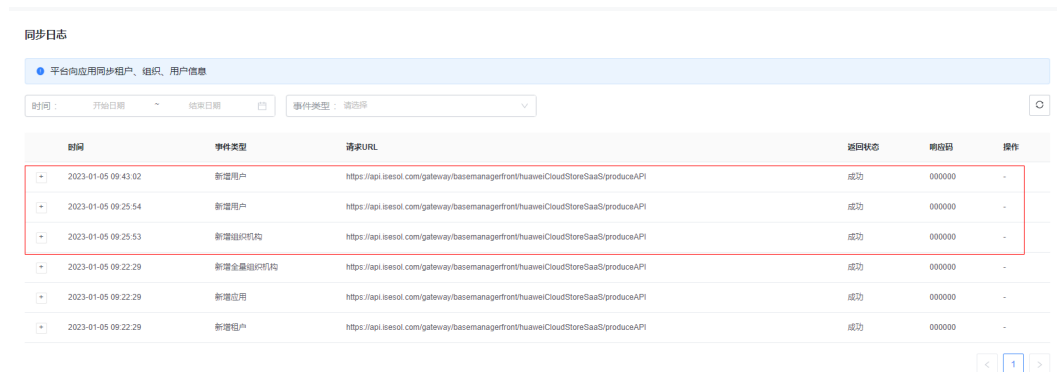 同步日志
平台向应用同步租户、组织、用户信息
时间： 开始日期 ~ 结束日期 事件类型： 请选择
时间 事件类型 请求URL 返回状态 响应码 操作
+ 2023-01-05 09:43:02 新增用户 https://api.isesol.com/gateway/basemanagerfront/huaweiCloudStoreSaaS/produceAPI 成功 000000 -
+ 2023-01-05 09:25:54 新增用户 https://api.isesol.com/gateway/basemanagerfront/huaweiCloudStoreSaaS/produceAPI 成功 000000 -
+ 2023-01-05 09:25:53 新增组织机构 https://api.isesol.com/gateway/basemanagerfront/huaweiCloudStoreSaaS/produceAPI 成功 000000 -
+ 2023-01-05 09:22:29 新增全量组织机构 https://api.isesol.com/gateway/basemanagerfront/huaweiCloudStoreSaaS/produceAPI 成功 000000 -
+ 2023-01-05 09:22:29 新增应用 https://api.isesol.com/gateway/basemanagerfront/huaweiCloudStoreSaaS/produceAPI 成功 000000 -
+ 2023-01-05 09:22:29 新增租户 https://api.isesol.com/gateway/basemanagerfront/huaweiCloudStoreSaaS/produceAPI 成功 000000 -
< 1 >